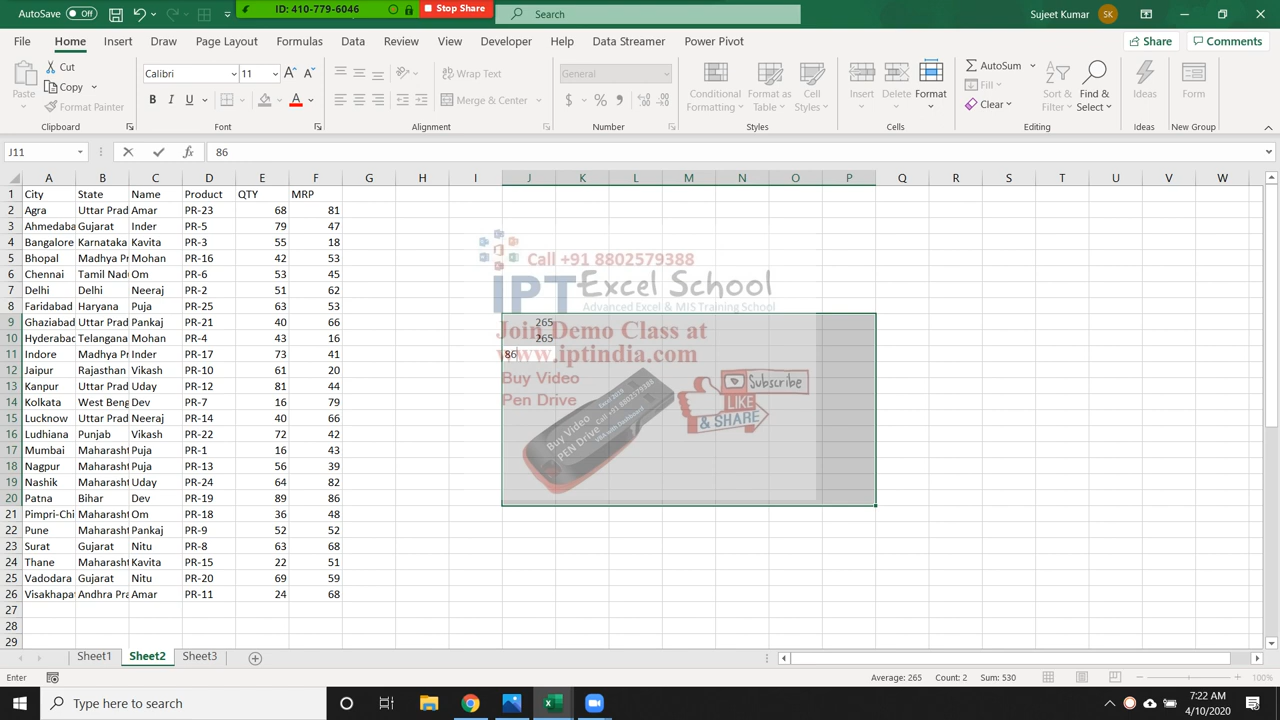 AutoSave Off
ID: 410-779-6046
Stop Share
Search
Sujeet Kumar
SK
File Home Insert Draw Page Layout Formulas Data Review View Developer Help Data Streamer Power Pivot
Share Comments
Paste
Cut
Copy
Format Painter
Calibri 11
B I U
Wrap Text
Merge & Center
General
Conditional Formatting
Format as Table
Cell Styles
Insert
Delete
Format
AutoSum
Fill
Clear
Sort & Filter
Find & Select
Ideas
Form
Clipboard Font Alignment Number Styles Cells Editing Ideas New Group
J11 fx 86
A B C D E F G H I J K L M N O P Q R S T U V W
1 City State Name Product QTY MRP
2 Agra Uttar Prad Amar PR-23 68 81
3 Ahmedaba Gujarat Inder PR-5 79 47
4 Bangalore Karnataka Kavita PR-3 55 18
5 Bhopal Madhya Pr Mohan PR-16 42 53
6 Chennai Tamil Nadu Om PR-6 53 45
7 Delhi Delhi Neeraj PR-2 51 62
8 Faridabad Haryana Puja PR-25 63 53
9 Ghaziabad Uttar Prad Pankaj PR-21 40 66 265
10 Hyderabad Telangana Mohan PR-4 43 16 265
11 Indore Madhya Pr Inder PR-17 73 41 86
12 Jaipur Rajasthan Vikash PR-10 61 20
13 Kanpur Uttar Prad Uday PR-12 81 44
14 Kolkata West Beng Dev PR-7 16 79
15 Lucknow Uttar Prad Neeraj PR-14 40 66
16 Ludhiana Punjab Vikash PR-22 72 42
17 Mumbai Maharasht Puja PR-1 16 43
18 Nagpur Maharasht Puja PR-13 56 39
19 Nashik Maharasht Uday PR-24 64 82
20 Patna Bihar Dev PR-19 89 86
21 Pimpri-Chi Maharasht Om PR-18 36 48
22 Pune Maharasht Pankaj PR-9 52 52
23 Surat Gujarat Nitu PR-8 63 68
24 Thane Maharasht Kavita PR-15 22 51
25 Vadodara Gujarat Nitu PR-20 69 59
26 Visakhapat Andhra Pra Amar PR-11 24 68
27
28
29
Call +91 8802579388
IPT Excel School
Advanced Excel & MIS Training School
Join Demo Class at
www.iptindia.com
Buy Video
Pen Drive
Buy Video
PEN Drive
Excel 2019
Call +91 8802579388
VBA with Dashboard
Subscribe
LIKE
& SHARE
Sheet1 Sheet2 Sheet3
Enter
Average: 265 Count: 2 Sum: 530
100%
Type here to search
7:22 AM
4/10/2020